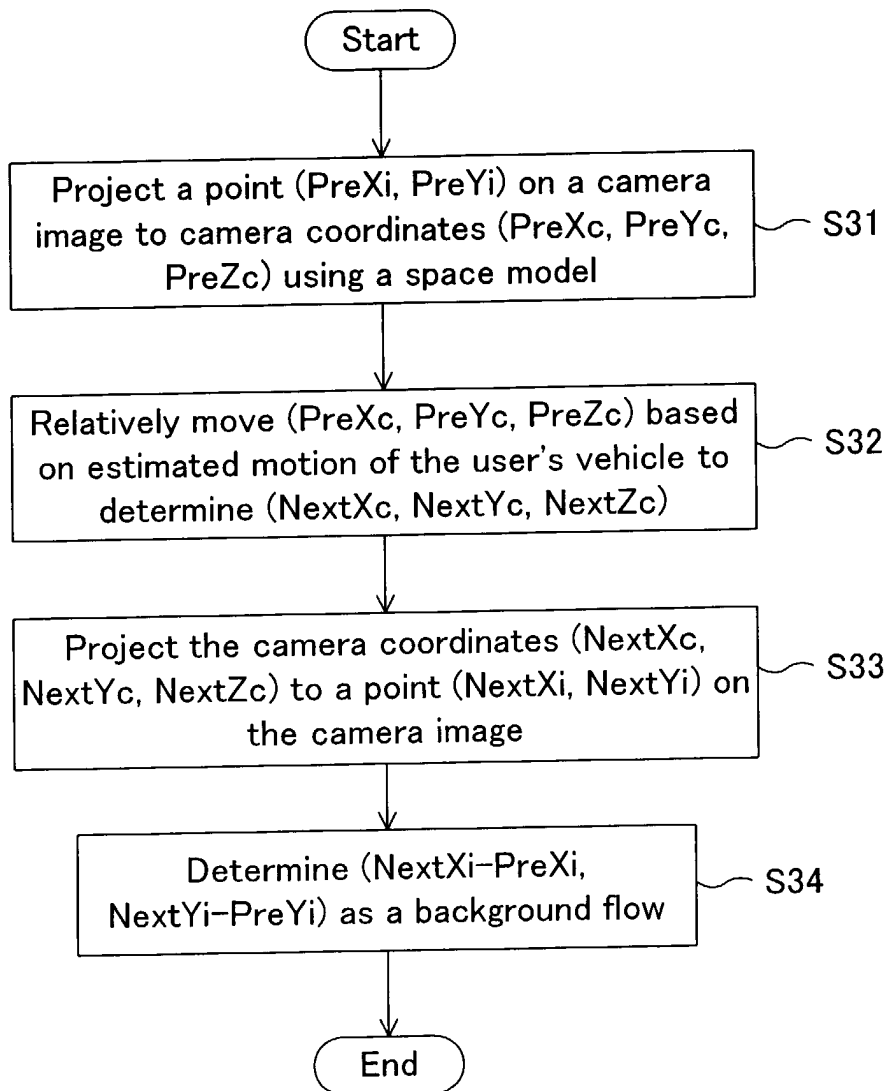 Start
Project a point (PreXi, PreYi) on a camera
image to camera coordinates (PreXc, PreYc,
PreZc) using a space model
S31
Relatively move (PreXc, PreYc, PreZc) based
on estimated motion of the user's vehicle to
determine (NextXc, NextYc, NextZc)
S32
Project the camera coordinates (NextXc,
NextYc, NextZc) to a point (NextXi, NextYi) on
the camera image
S33
Determine (NextXi-PreXi,
NextYi-PreYi) as a background flow
S34
End